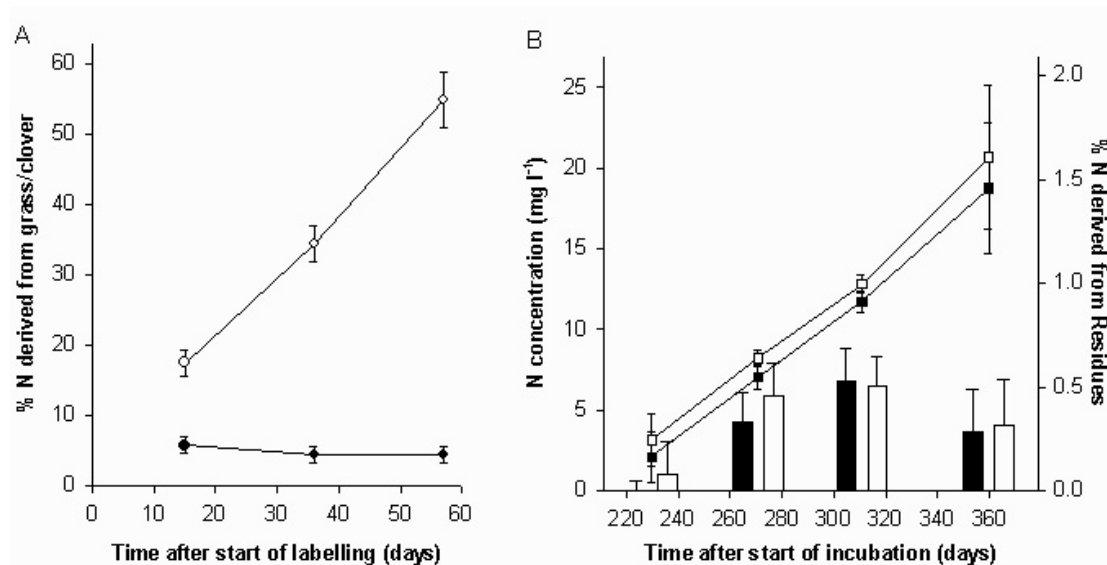 A
% N derived from grass/clover
60
50
40
30
20
10
0
0 10 20 30 40 50 60
Time after start of labelling (days)
B
N concentration (mg l⁻¹)
25
20
15
10
5
0
220 240 270 280 300 310 320 340 360
Time after start of incubation (days)
2.0
1.5
1.0
0.5
0.0
% N derived from Residues